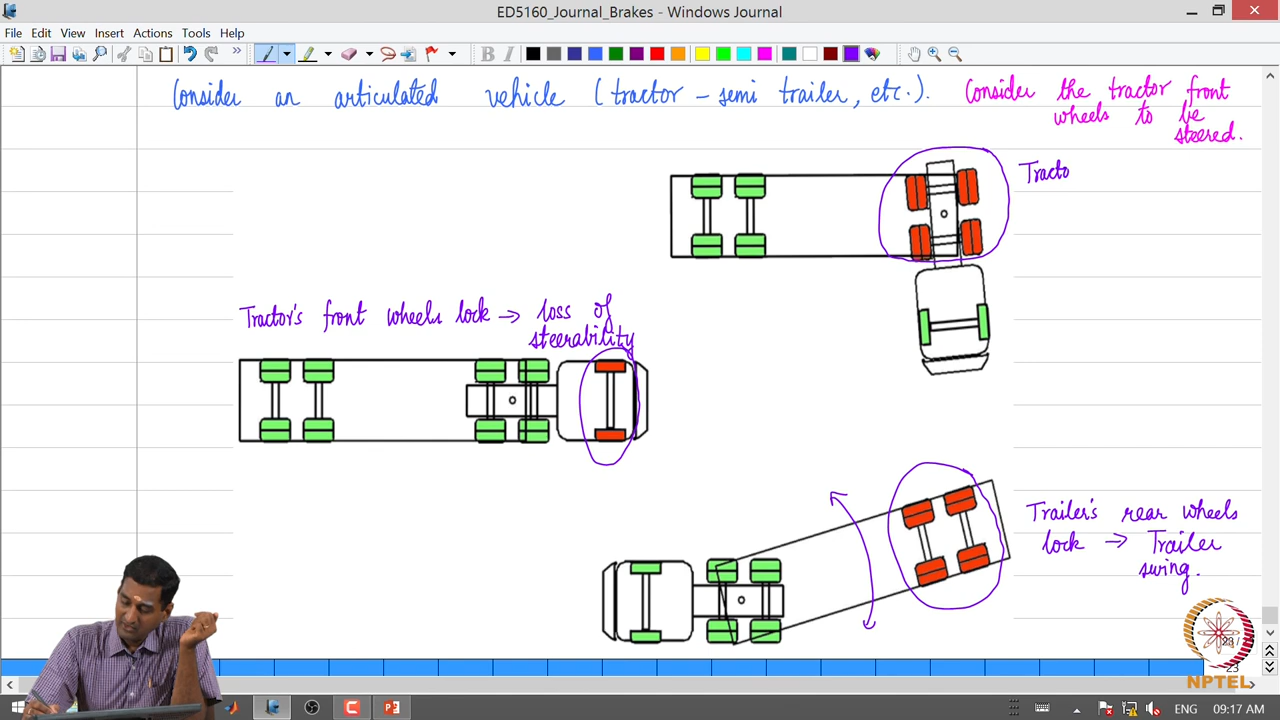 ED5160_Journal_Brakes - Windows Journal
File Edit View Insert Actions Tools Help
Consider an articulated vehicle (tractor - semi trailer, etc.). Consider the tractor front
wheels to be
steered.
Tracto
Tractor's front wheels lock → loss of
steerability
Trailer's rear wheels
lock → Trailer
swing.
23 /
23
NPTEL
ENG 09:17 AM